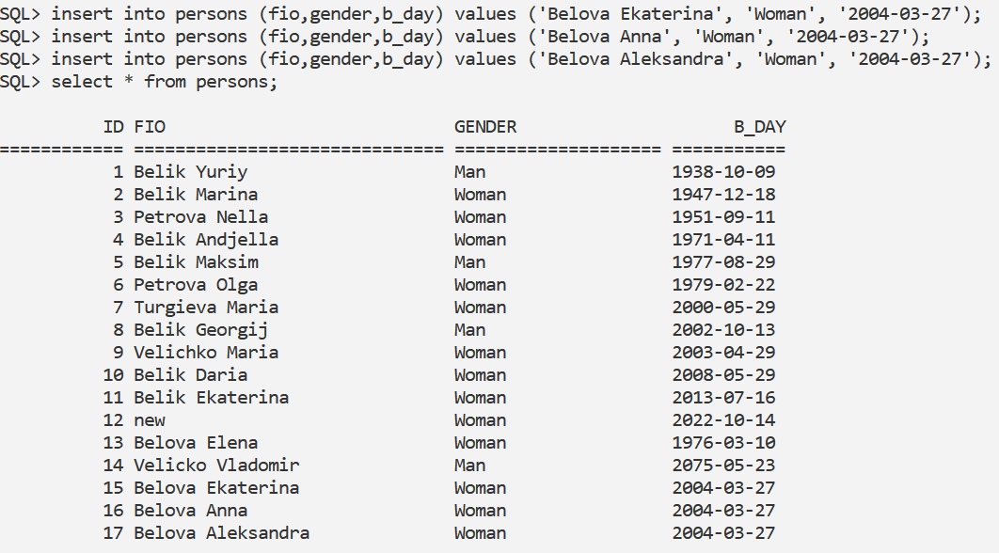 SQL> insert into persons (fio,gender,b_day) values ('Belova Ekaterina', 'Woman', '2004-03-27');
SQL> insert into persons (fio,gender,b_day) values ('Belova Anna', 'Woman', '2004-03-27');
SQL> insert into persons (fio,gender,b_day) values ('Belova Aleksandra', 'Woman', '2004-03-27');
SQL> select * from persons;
ID FIO GENDER B_DAY
============ ============================== ==================== ===========
1 Belik Yuriy Man 1938-10-09
2 Belik Marina Woman 1947-12-18
3 Petrova Nella Woman 1951-09-11
4 Belik Andjella Woman 1971-04-11
5 Belik Maksim Man 1977-08-29
6 Petrova Olga Woman 1979-02-22
7 Turgieva Maria Woman 2000-05-29
8 Belik Georgij Man 2002-10-13
9 Velichko Maria Woman 2003-04-29
10 Belik Daria Woman 2008-05-29
11 Belik Ekaterina Woman 2013-07-16
12 new Woman 2022-10-14
13 Belova Elena Woman 1976-03-10
14 Velicko Vladomir Man 2075-05-23
15 Belova Ekaterina Woman 2004-03-27
16 Belova Anna Woman 2004-03-27
17 Belova Aleksandra Woman 2004-03-27